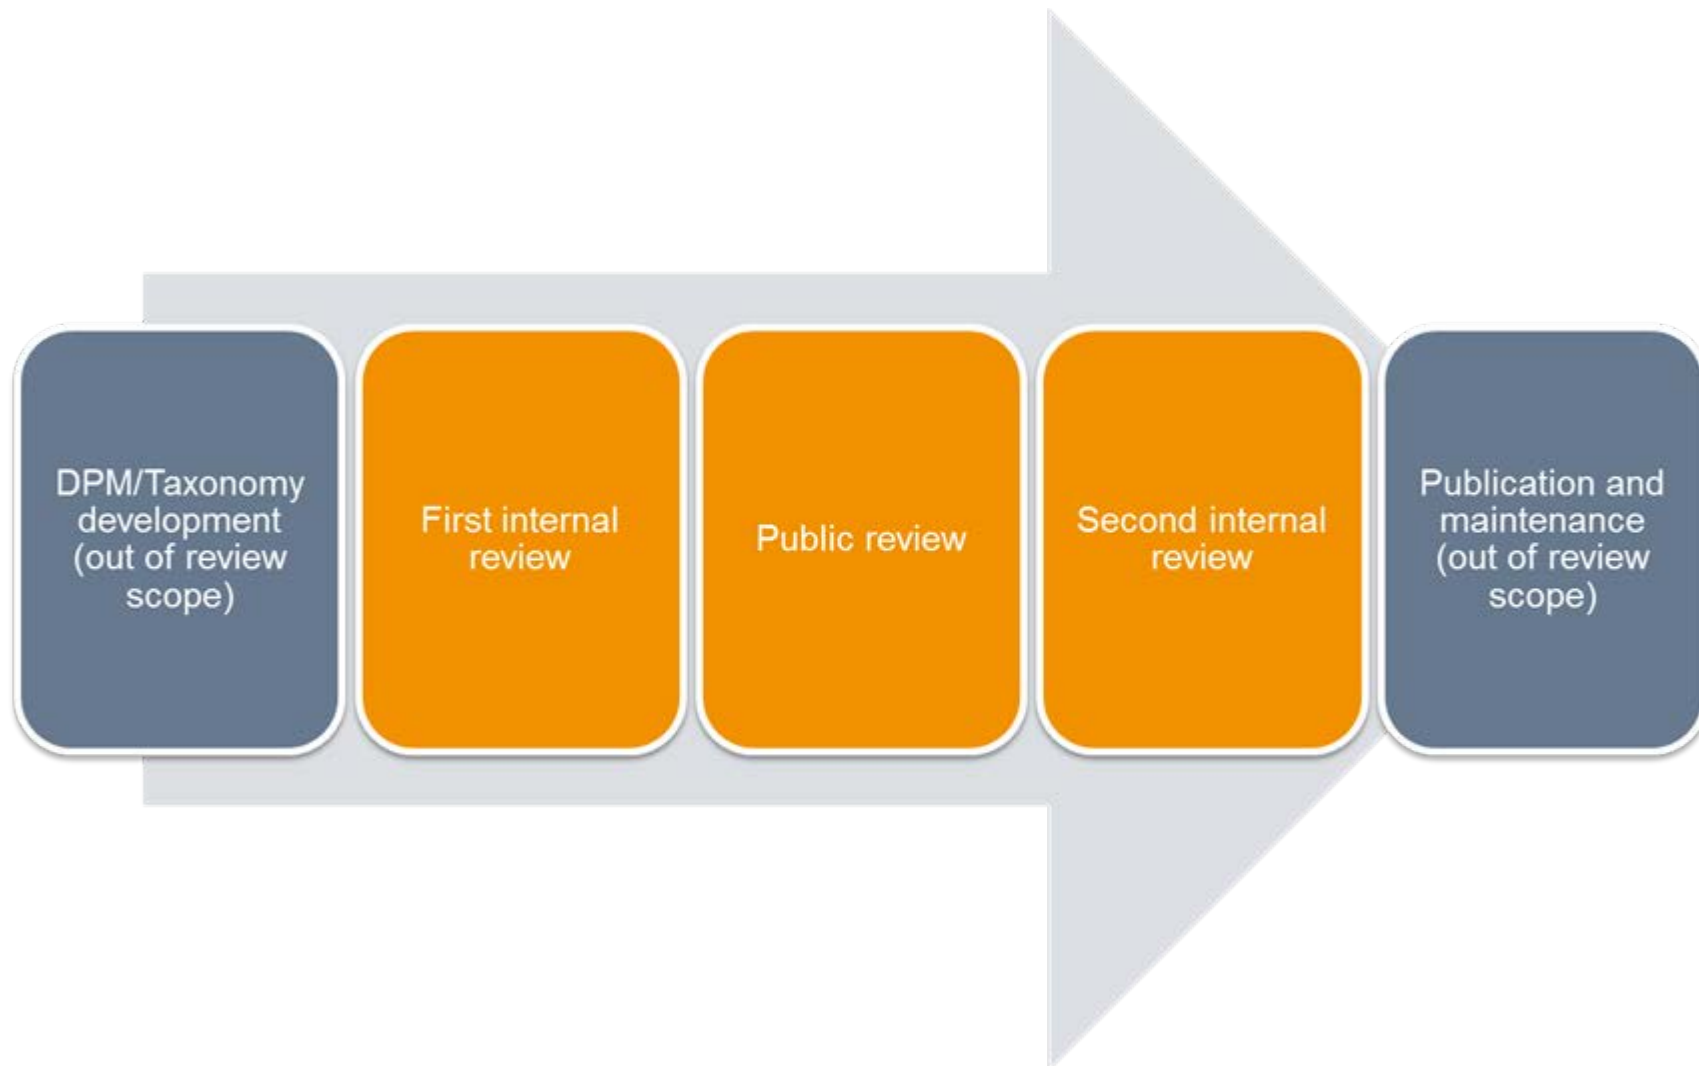 DPM/Taxonomy
development
(out of review
scope)
First internal
review
Public review
Second internal
review
Publication and
maintenance
(out of review
scope)